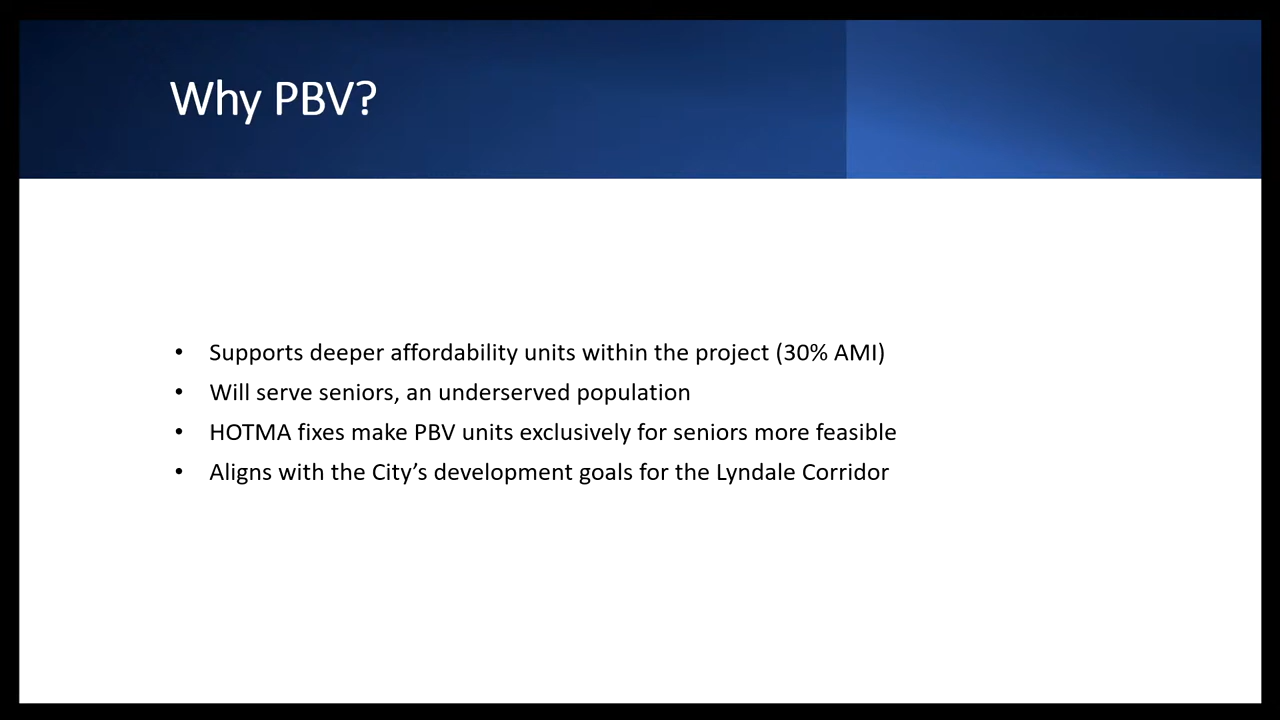 Why PBV?
• Supports deeper affordability units within the project (30% AMI)
• Will serve seniors, an underserved population
• HOTMA fixes make PBV units exclusively for seniors more feasible
• Aligns with the City’s development goals for the Lyndale Corridor